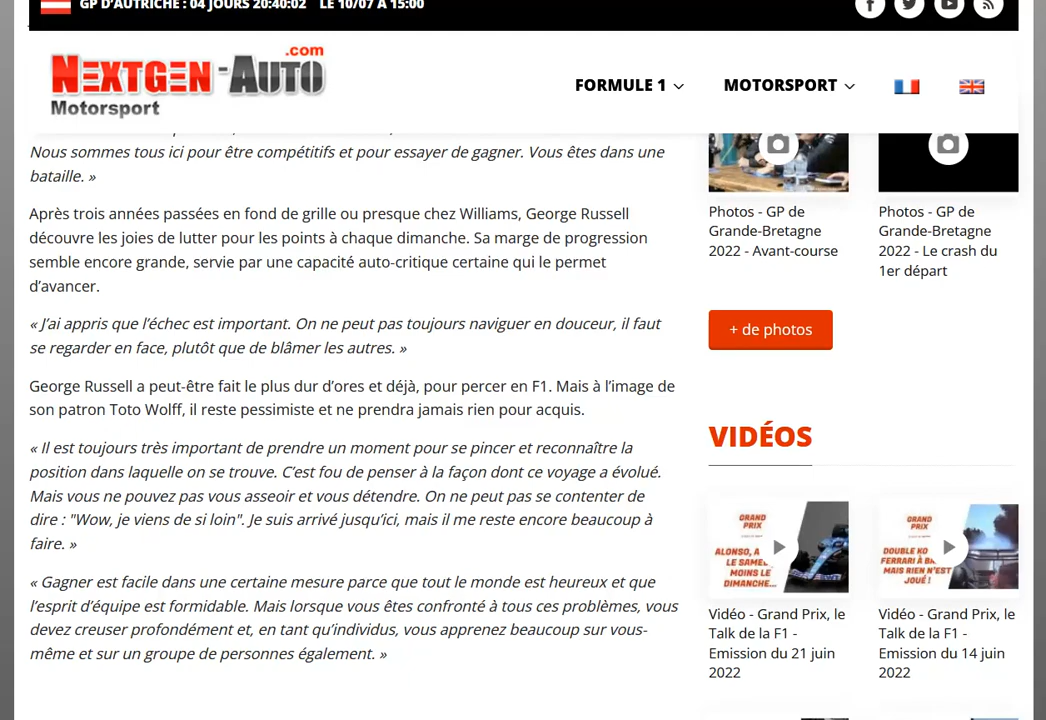 GP D'AUTRICHE : 04 JOURS 20:40:02 LE 10/07 À 15:00
NEXTGEN-AUTO.com
Motorsport
FORMULE 1
MOTORSPORT
Nous sommes tous ici pour être compétitifs et pour essayer de gagner. Vous êtes dans une
bataille. »
Après trois années passées en fond de grille ou presque chez Williams, George Russell
découvre les joies de lutter pour les points à chaque dimanche. Sa marge de progression
semble encore grande, servie par une capacité auto-critique certaine qui le permet
d’avancer.
« J’ai appris que l’échec est important. On ne peut pas toujours naviguer en douceur, il faut
se regarder en face, plutôt que de blâmer les autres. »
George Russell a peut-être fait le plus dur d’ores et déjà, pour percer en F1. Mais à l’image de
son patron Toto Wolff, il reste pessimiste et ne prendra jamais rien pour acquis.
« Il est toujours très important de prendre un moment pour se pincer et reconnaître la
position dans laquelle on se trouve. C’est fou de penser à la façon dont ce voyage a évolué.
Mais vous ne pouvez pas vous asseoir et vous détendre. On ne peut pas se contenter de
dire : "Wow, je viens de si loin". Je suis arrivé jusqu’ici, mais il me reste encore beaucoup à
faire. »
« Gagner est facile dans une certaine mesure parce que tout le monde est heureux et que
l’esprit d’équipe est formidable. Mais lorsque vous êtes confronté à tous ces problèmes, vous
devez creuser profondément et, en tant qu’individus, vous apprenez beaucoup sur vous-
même et sur un groupe de personnes également. »
Photos - GP de
Grande-Bretagne
2022 - Avant-course
Photos - GP de
Grande-Bretagne
2022 - Le crash du
1er départ
+ de photos
VIDÉOS
GRAND
PRIX
ALONSO, A
LE SAME
MOINS LE
DIMANCHE...
Vidéo - Grand Prix, le
Talk de la F1 -
Emission du 21 juin
2022
GRAND
PRIX
DOUBLE KO
FERRARI À
MAIS RIEN N'EST
JOUÉ !
Vidéo - Grand Prix, le
Talk de la F1 -
Emission du 14 juin
2022